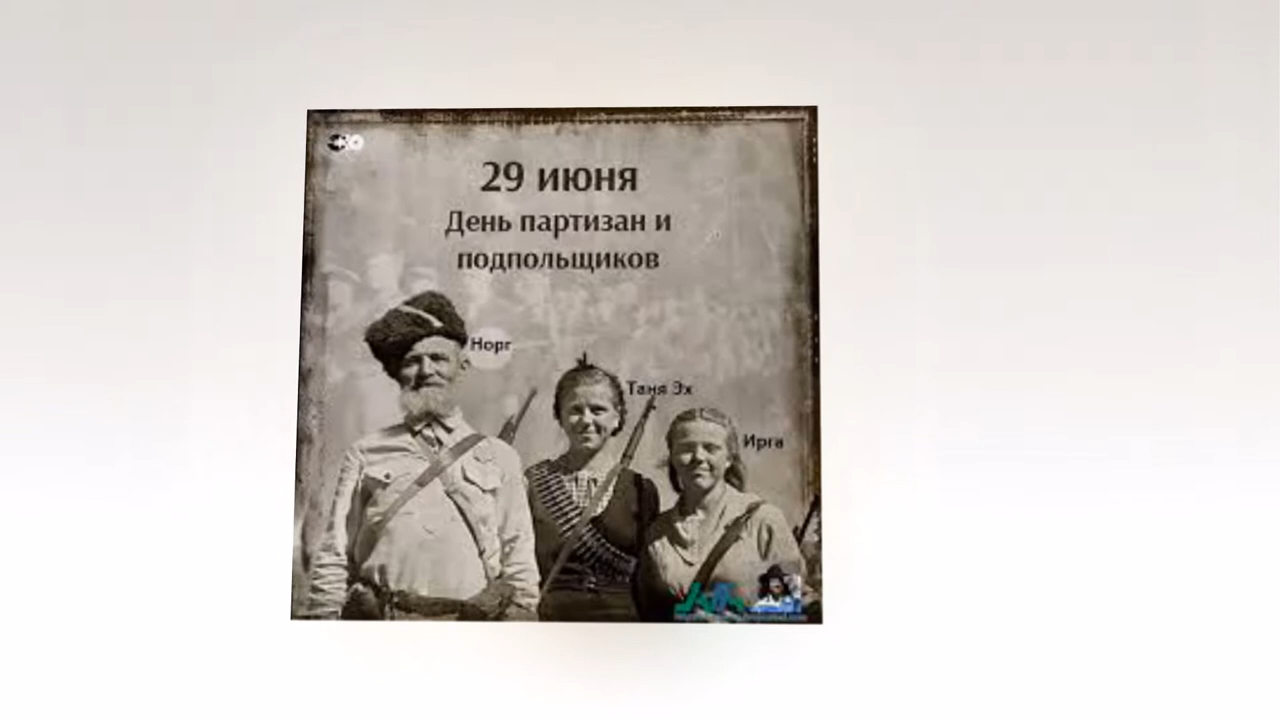 29 июня
День партизан и
подпольщиков
Норг
Таня Эх
Ирга